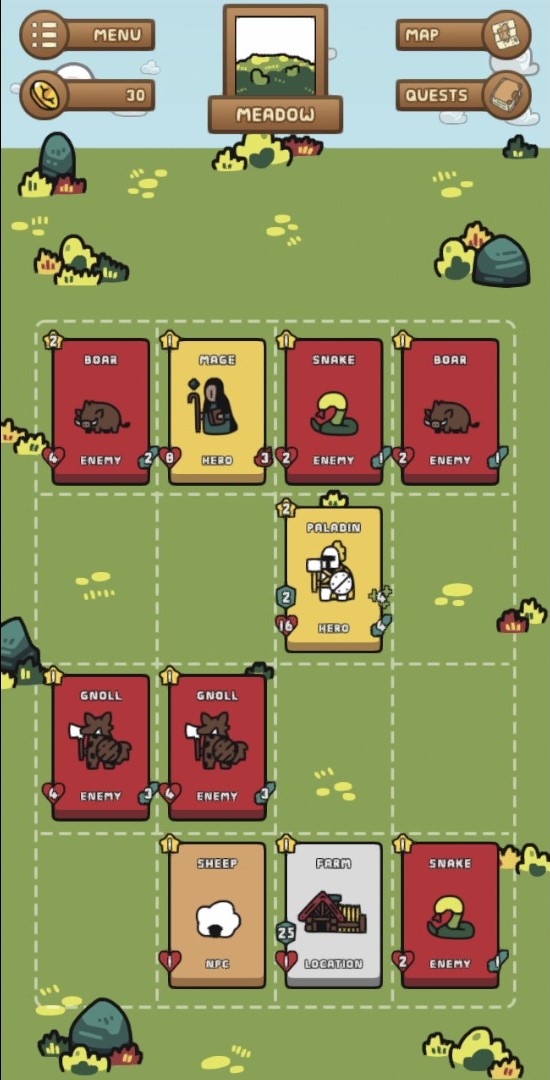 MENU
MAP
30
QUESTS
MEADOW
2
BOAR
4
ENEMY
2
1
MAGE
8
HERO
3
1
SNAKE
2
ENEMY
1
1
BOAR
2
ENEMY
1
2
PALADIN
2
16
HERO
4
1
GNOLL
4
ENEMY
3
1
GNOLL
4
ENEMY
3
1
SHEEP
1
NPC
1
FARM
25
1
LOCATION
1
SNAKE
2
ENEMY
1